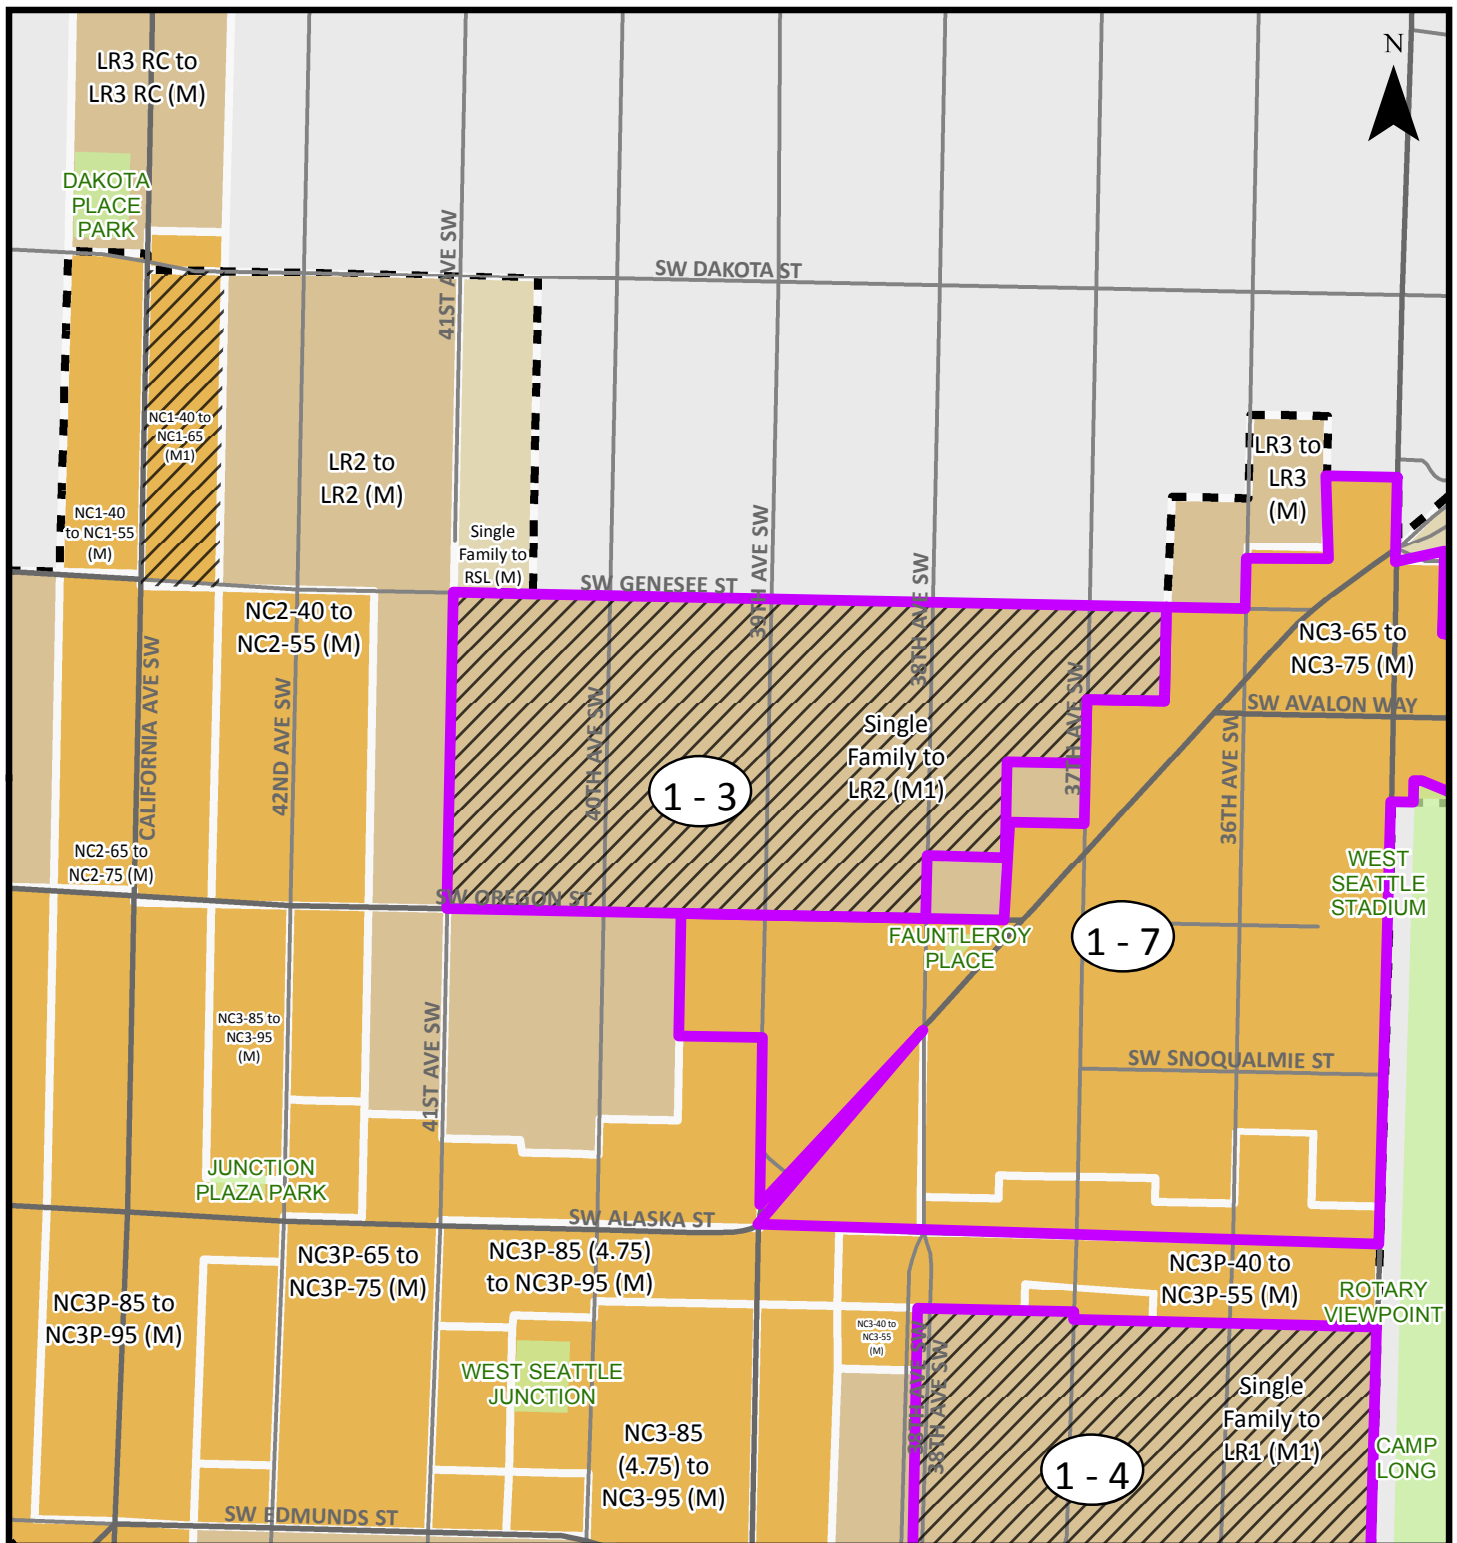 LR3 RC to
LR3 RC (M)
N
DAKOTA
PLACE
PARK
41ST AVE SW
SW DAKOTA ST
NC1-40 to
NC1-65
(M1)
LR2 to
LR2 (M)
LR3 to
LR3
(M)
NC1-40
to NC1-55
(M)
Single
Family to
RSL (M)
39TH AVE SW
38TH AVE SW
SW GENESEE ST
NC2-40 to
NC2-55 (M)
NC3-65 to
NC3-75 (M)
CALIFORNIA AVE SW
42ND AVE SW
40TH AVE SW
37TH AVE SW
SW AVALON WAY
36TH AVE SW
Single
Family to
LR2 (M1)
1 - 3
NC2-65 to
NC2-75 (M)
WEST
SEATTLE
STADIUM
SW OREGON ST
FAUNTLEROY
PLACE
1 - 7
NC3-85 to
NC3-95
(M)
41ST AVE SW
SW SNOQUALMIE ST
JUNCTION
PLAZA PARK
SW ALASKA ST
NC3P-65 to
NC3P-75 (M)
NC3P-85 (4.75)
to NC3P-95 (M)
NC3P-40 to
NC3P-55 (M)
NC3P-85 to
NC3P-95 (M)
ROTARY
VIEWPOINT
NC3-40 to
NC3-55
(M)
38TH AVE SW
38TH AVE SW
WEST SEATTLE
JUNCTION
Single
Family to
LR1 (M1)
NC3-85
(4.75) to
NC3-95 (M)
1 - 4
CAMP
LONG
SW EDMUNDS ST